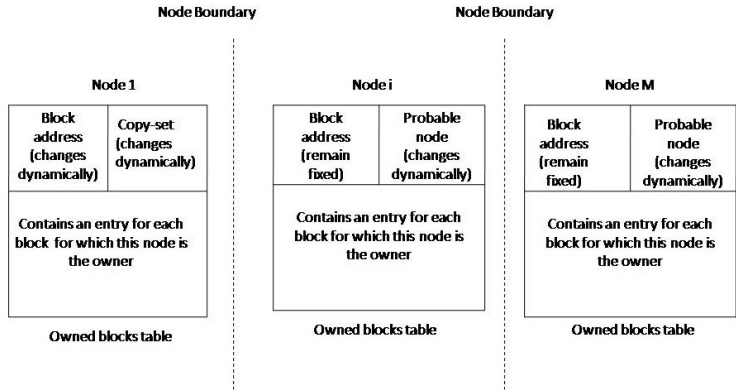 Node Boundary
Node Boundary
Node 1
Node i
Node M
Block
address
(changes
dynamically)
Copy-set
(changes
dynamically)
Block
address
(remain
fixed)
Probable
node
(changes
dynamically)
Block
address
(remain
fixed)
Probable
node
(changes
dynamically)
Contains an entry for each
block for which this node is
the owner
Contains an entry for each
block for which this node is
the owner
Contains an entry for each
block for which this node is
the owner
Owned blocks table
Owned blocks table
Owned blocks table